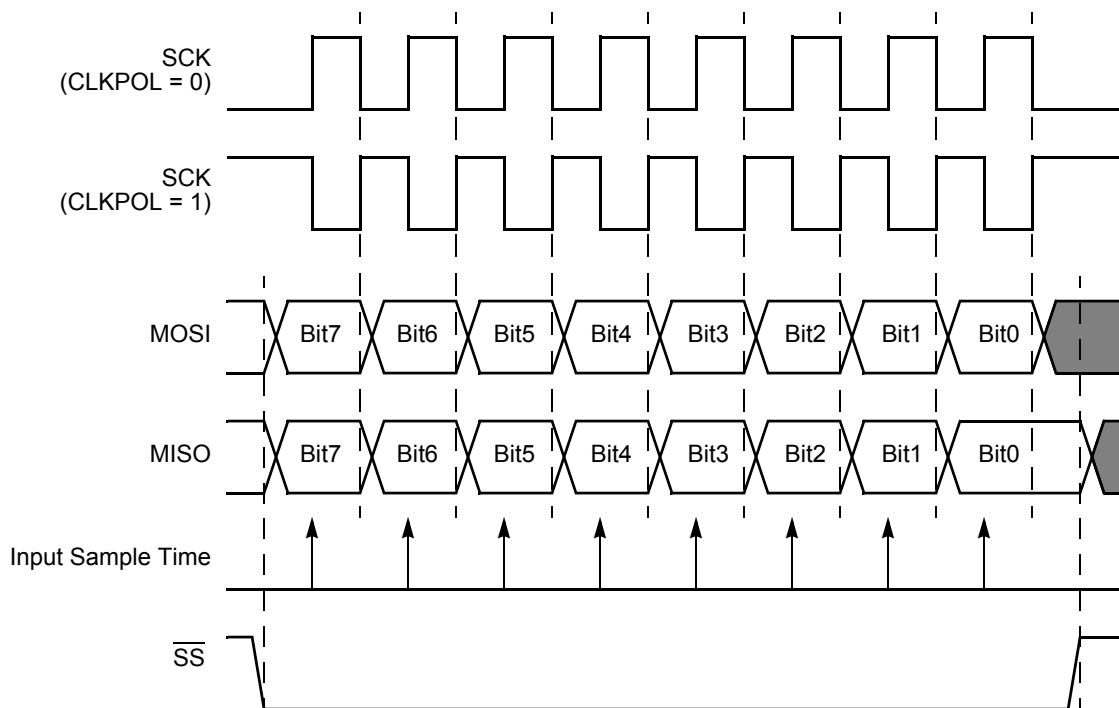 SCK
(CLKPOL = 0)
SCK
(CLKPOL = 1)
MOSI Bit7 Bit6 Bit5 Bit4 Bit3 Bit2 Bit1 Bit0
MISO Bit7 Bit6 Bit5 Bit4 Bit3 Bit2 Bit1 Bit0
Input Sample Time
SS